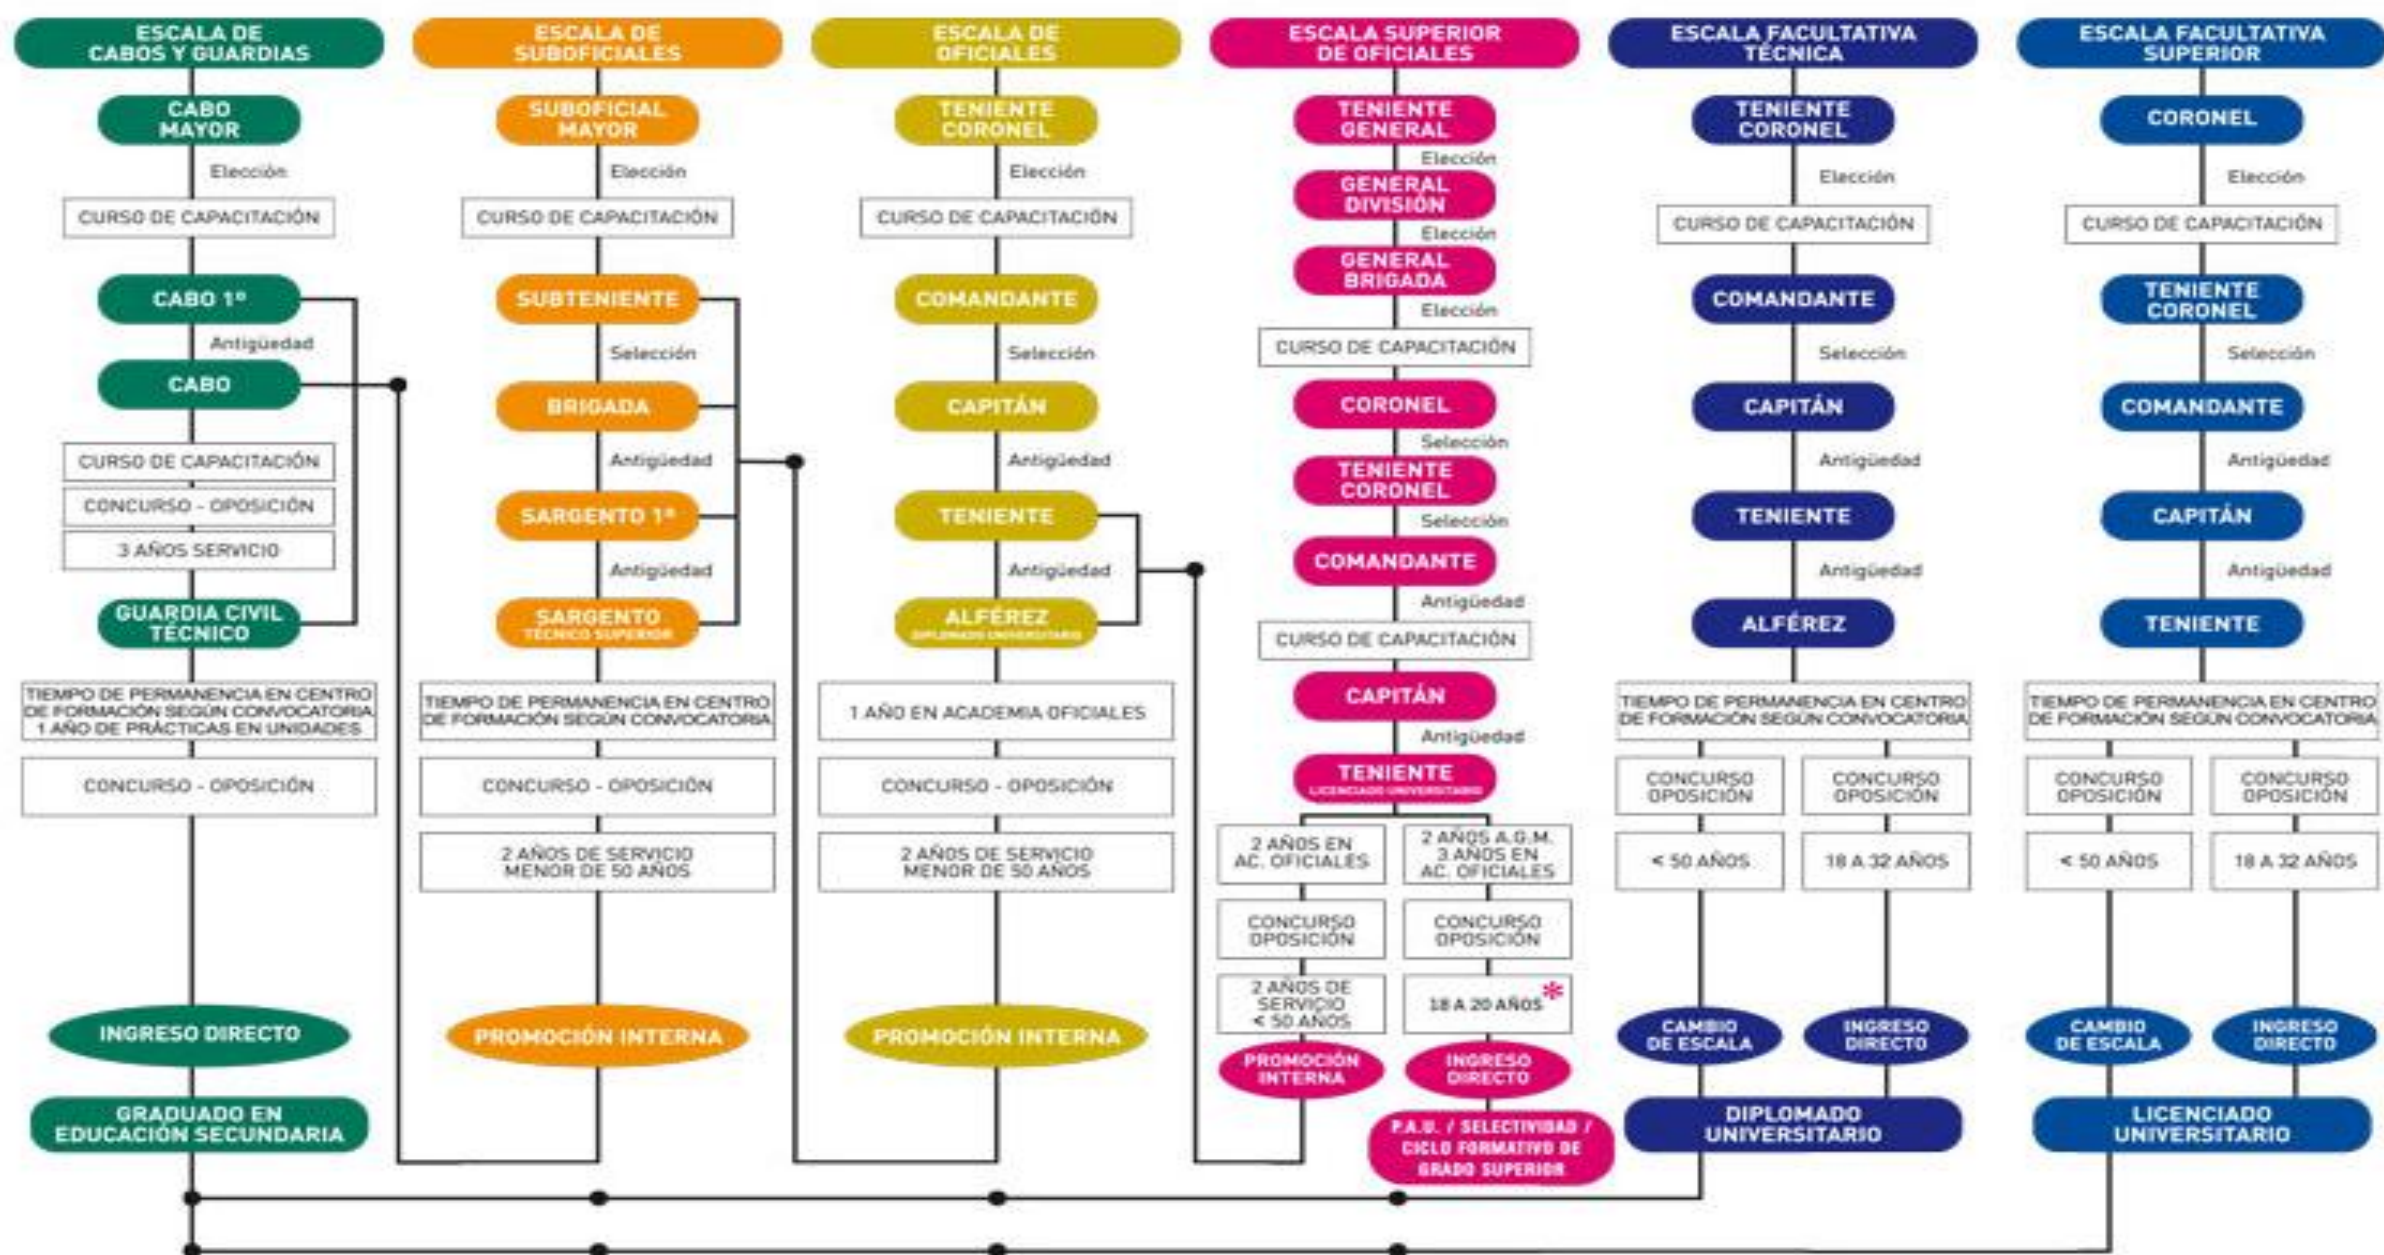 ESCALA DE
CABOS Y GUARDIAS
CABO
MAYOR
Elección
CURSO DE CAPACITACIÓN
CABO 1º
Antigüedad
CABO
CURSO DE CAPACITACIÓN
CONCURSO - OPOSICIÓN
3 AÑOS SERVICIO
GUARDIA CIVIL
TÉCNICO
TIEMPO DE PERMANENCIA EN CENTRO
DE FORMACIÓN SEGÚN CONVOCATORIA
1 AÑO DE PRÁCTICAS EN UNIDADES
CONCURSO - OPOSICIÓN
INGRESO DIRECTO
GRADUADO EN
EDUCACIÓN SECUNDARIA
ESCALA DE
SUBOFICIALES
SUBOFICIAL
MAYOR
Elección
CURSO DE CAPACITACIÓN
SUBTENIENTE
Selección
BRIGADA
Antigüedad
SARGENTO 1º
Antigüedad
SARGENTO
TÉCNICO SUPERIOR
TIEMPO DE PERMANENCIA EN CENTRO
DE FORMACIÓN SEGÚN CONVOCATORIA
CONCURSO - OPOSICIÓN
2 AÑOS DE SERVICIO
MENOR DE 50 AÑOS
PROMOCIÓN INTERNA
ESCALA DE
OFICIALES
TENIENTE
CORONEL
Elección
CURSO DE CAPACITACIÓN
COMANDANTE
Selección
CAPITÁN
Antigüedad
TENIENTE
Antigüedad
ALFÉREZ
DIPLOMADO UNIVERSITARIO
1 AÑO EN ACADEMIA OFICIALES
CONCURSO - OPOSICIÓN
2 AÑOS DE SERVICIO
MENOR DE 50 AÑOS
PROMOCIÓN INTERNA
ESCALA SUPERIOR
DE OFICIALES
TENIENTE
GENERAL
Elección
GENERAL
DIVISIÓN
Elección
GENERAL
BRIGADA
Elección
CURSO DE CAPACITACIÓN
CORONEL
Selección
TENIENTE
CORONEL
Selección
COMANDANTE
Antigüedad
CURSO DE CAPACITACIÓN
CAPITÁN
Antigüedad
TENIENTE
LICENCIADO UNIVERSITARIO
2 AÑOS EN
AC. OFICIALES
CONCURSO
OPOSICIÓN
2 AÑOS DE
SERVICIO
< 50 AÑOS
PROMOCIÓN
INTERNA
2 AÑOS A.G.M.
3 AÑOS EN
AC. OFICIALES
CONCURSO
OPOSICIÓN
18 A 20 AÑOS*
INGRESO
DIRECTO
P.A.U. / SELECTIVIDAD /
CICLO FORMATIVO DE
GRADO SUPERIOR
ESCALA FACULTATIVA
TÉCNICA
TENIENTE
CORONEL
Elección
CURSO DE CAPACITACIÓN
COMANDANTE
Selección
CAPITÁN
Antigüedad
TENIENTE
Antigüedad
ALFÉREZ
TIEMPO DE PERMANENCIA EN CENTRO
DE FORMACIÓN SEGÚN CONVOCATORIA
CONCURSO
OPOSICIÓN
< 50 AÑOS
CAMBIO
DE ESCALA
CONCURSO
OPOSICIÓN
18 A 32 AÑOS
INGRESO
DIRECTO
DIPLOMADO
UNIVERSITARIO
ESCALA FACULTATIVA
SUPERIOR
CORONEL
Elección
CURSO DE CAPACITACIÓN
TENIENTE
CORONEL
Selección
COMANDANTE
Antigüedad
CAPITÁN
Antigüedad
TENIENTE
TIEMPO DE PERMANENCIA EN CENTRO
DE FORMACIÓN SEGÚN CONVOCATORIA
CONCURSO
OPOSICIÓN
< 50 AÑOS
CAMBIO
DE ESCALA
CONCURSO
OPOSICIÓN
18 A 32 AÑOS
INGRESO
DIRECTO
LICENCIADO
UNIVERSITARIO